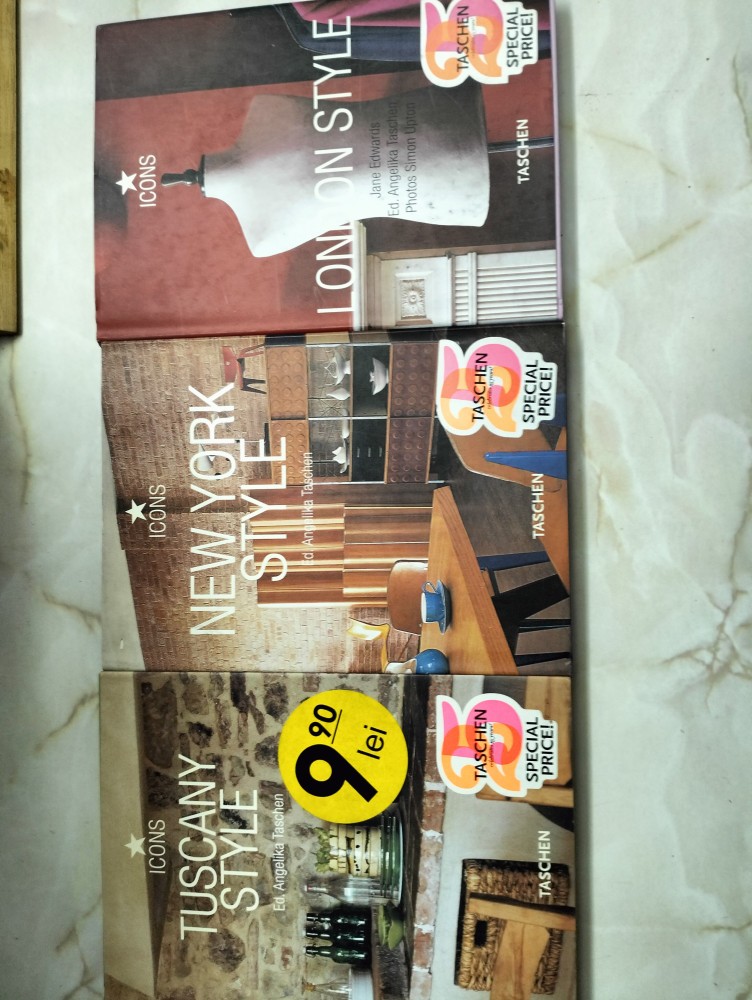 ICONS
TUSCANY
STYLE
Ed. Angelika Taschen
9.90
lei
25
TASCHEN
SPECIAL
PRICE!
TASCHEN
ICONS
NEW YORK
STYLE
Ed. Angelika Taschen
25
TASCHEN
SPECIAL
PRICE!
TASCHEN
ICONS
LONDON STYLE
Jane Edwards
Ed. Angelika Taschen
Photos Simon Upton
25
TASCHEN
SPECIAL
PRICE!
TASCHEN